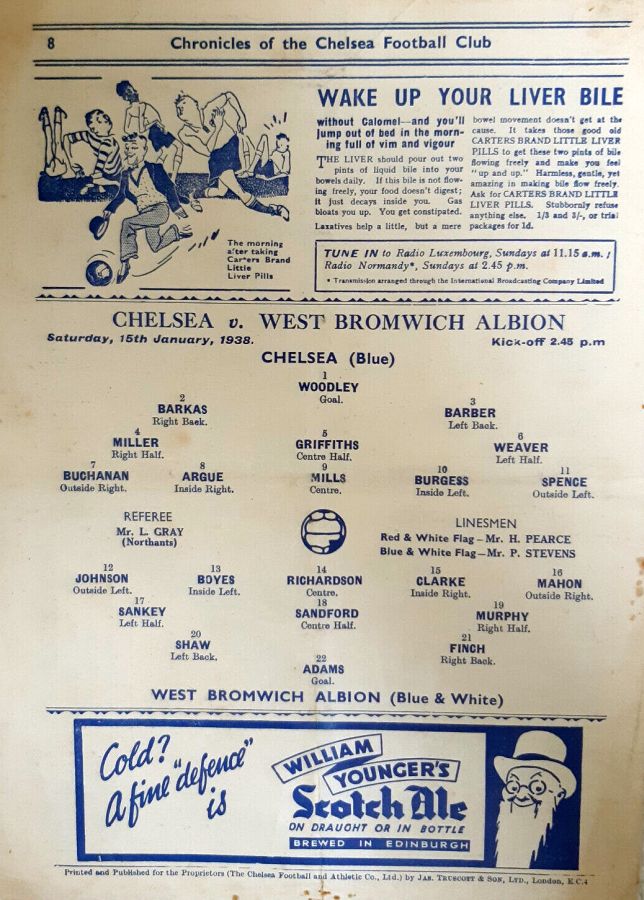 8
Chronicles of the Chelsea Football Club
The morning
after taking
Carters Brand
Little
Liver Pills
WAKE UP YOUR LIVER BILE
without Calomel—and you'll
jump out of bed in the morn-
ing full of vim and vigour
THE LIVER should pour out two
pints of liquid bile into your
bowels daily. If this bile is not flow-
ing freely, your food doesn't digest;
it just decays inside you. Gas
bloats you up. You get constipated.
Laxatives help a little, but a mere
bowel movement doesn't get at the
cause. It takes those good old
CARTERS BRAND LITTLE LIVER
PILLS to get these two pints of bile
flowing freely and make you feel
"up and up." Harmless, gentle, yet
amazing in making bile flow freely.
Ask for CARTERS BRAND LITTLE
LIVER PILLS. Stubbornly refuse
anything else. 1/3 and 3/-, or trial
packages for 1d.
TUNE IN to Radio Luxembourg, Sundays at 11.15 a.m.;
Radio Normandy*, Sundays at 2.45 p.m.
* Transmission arranged through the International Broadcasting Company Limited
CHELSEA v. WEST BROMWICH ALBION
Saturday, 15th January, 1938. Kick-off 2.45 p.m
CHELSEA (Blue)
1
WOODLEY
Goal.
2 3
BARKAS BARBER
Right Back. Left Back.
4 5 6
MILLER GRIFFITHS WEAVER
Right Half. Centre Half. Left Half.
7 8 9 10 11
BUCHANAN ARGUE MILLS BURGESS SPENCE
Outside Right. Inside Right. Centre. Inside Left. Outside Left.
REFEREE
Mr. L. GRAY
(Northants)
LINESMEN
Red & White Flag—Mr. H. PEARCE
Blue & White Flag—Mr. P. STEVENS
12 13 14 15 16
JOHNSON BOYES RICHARDSON CLARKE MAHON
Outside Left. Inside Left. Centre. Inside Right. Outside Right.
17 18 19
SANKEY SANDFORD MURPHY
Left Half. Centre Half. Right Half.
20 21
SHAW FINCH
Left Back. Right Back.
22
ADAMS
Goal.
WEST BROMWICH ALBION (Blue & White)
Cold?
A fine "defence"
is
WILLIAM
YOUNGER'S
Scotch Ale
ON DRAUGHT OR IN BOTTLE
BREWED IN EDINBURGH
Printed and Published for the Proprietors (The Chelsea Football and Athletic Co., Ltd.) by JAS. TRUSCOTT & SON, LTD., London, E.C.4